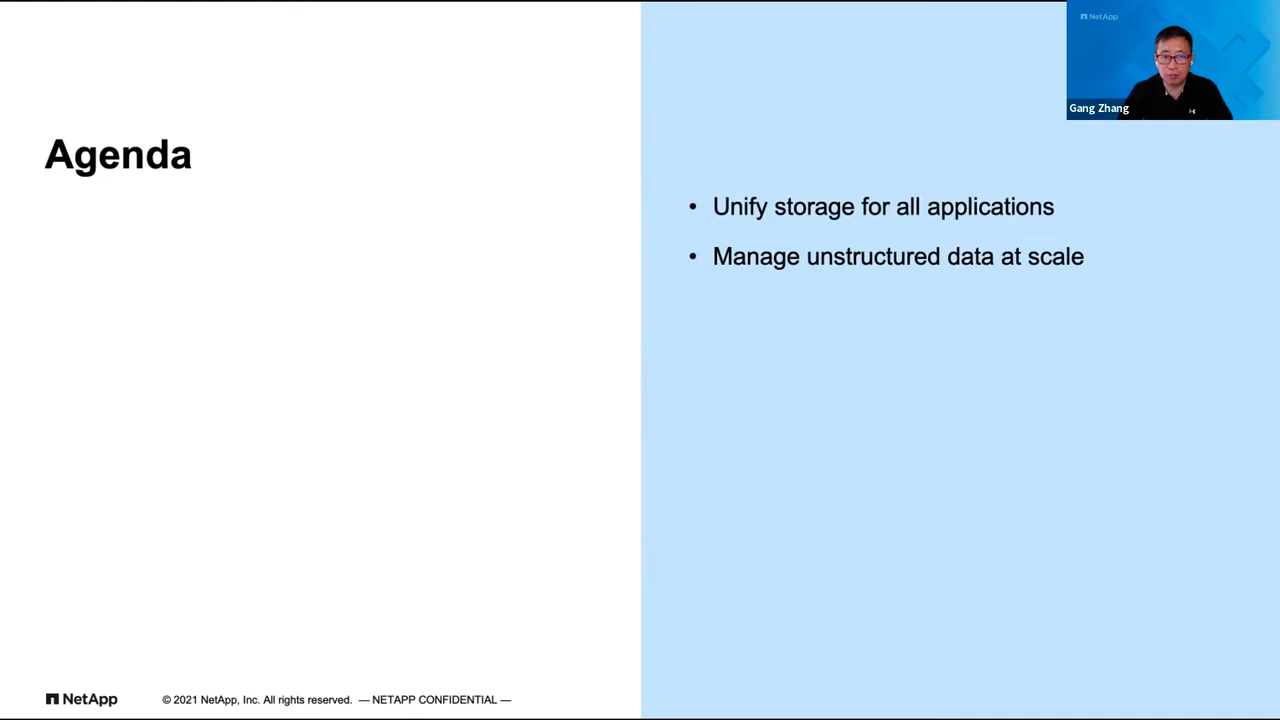 NetApp
Gang Zhang
Agenda
• Unify storage for all applications
• Manage unstructured data at scale
NetApp
© 2021 NetApp, Inc. All rights reserved. — NETAPP CONFIDENTIAL —